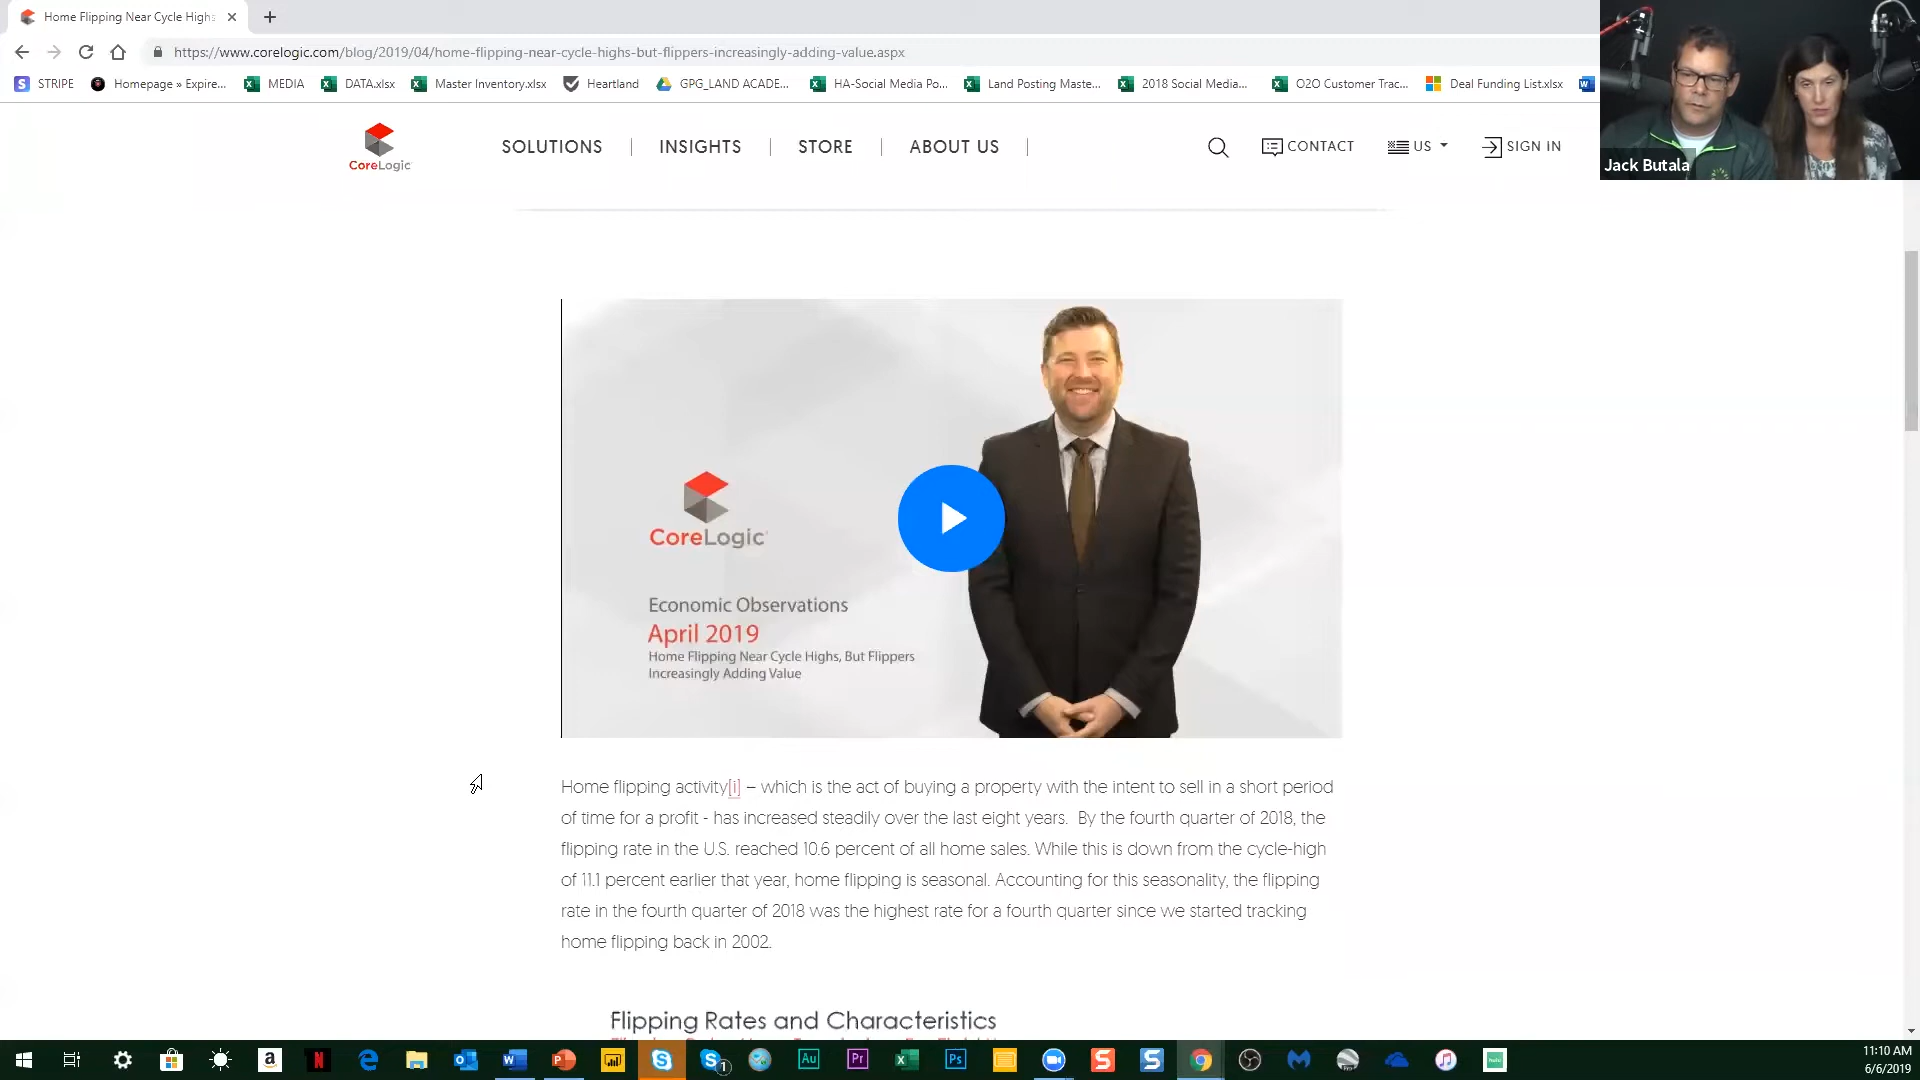 Home Flipping Near Cycle Highs
https://www.corelogic.com/blog/2019/04/home-flipping-near-cycle-highs-but-flippers-increasingly-adding-value.aspx
STRIPE
Homepage » Expire...
MEDIA
DATA.xlsx
Master Inventory.xlsx
Heartland
GPG_LAND ACADE...
HA-Social Media Po...
Land Posting Maste...
2018 Social Media...
O2O Customer Trac...
Deal Funding List.xlsx
Jack Butala
CoreLogic
SOLUTIONS
INSIGHTS
STORE
ABOUT US
CONTACT
US
SIGN IN
CoreLogic
Economic Observations
April 2019
Home Flipping Near Cycle Highs, But Flippers
Increasingly Adding Value
Home flipping activity[i] – which is the act of buying a property with the intent to sell in a short period
of time for a profit - has increased steadily over the last eight years. By the fourth quarter of 2018, the
flipping rate in the U.S. reached 10.6 percent of all home sales. While this is down from the cycle-high
of 11.1 percent earlier that year, home flipping is seasonal. Accounting for this seasonality, the flipping
rate in the fourth quarter of 2018 was the highest rate for a fourth quarter since we started tracking
home flipping back in 2002.
Flipping Rates and Characteristics
11:10 AM
6/6/2019